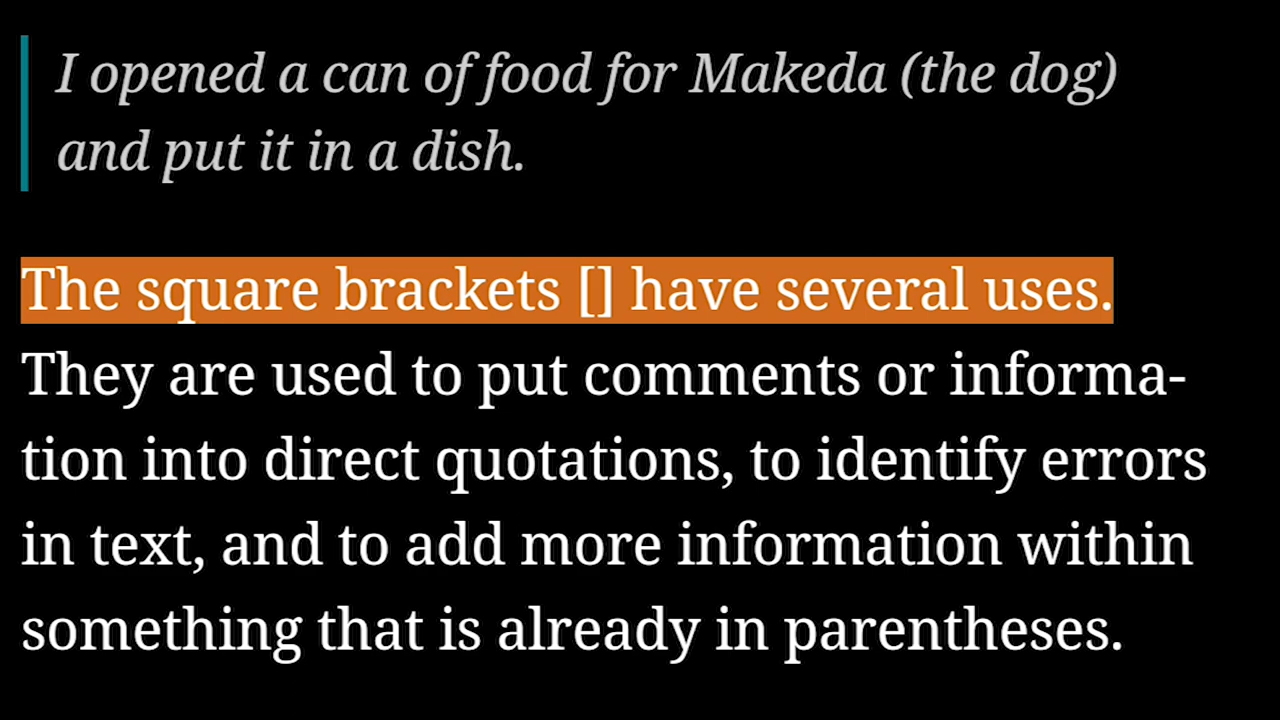 I opened a can of food for Makeda (the dog)
and put it in a dish.
The square brackets [] have several uses.
They are used to put comments or informa-
tion into direct quotations, to identify errors
in text, and to add more information within
something that is already in parentheses.